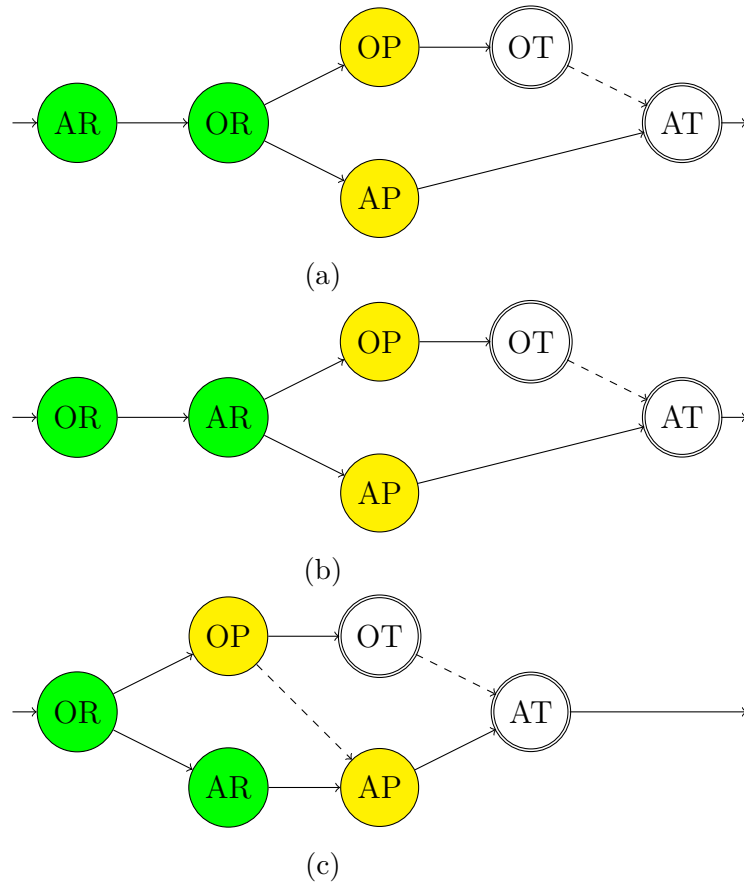 OP OT
AR OR AT
AP
(a)
OP OT
OR AR AT
AP
(b)
OP OT
OR AT
AR AP
(c)